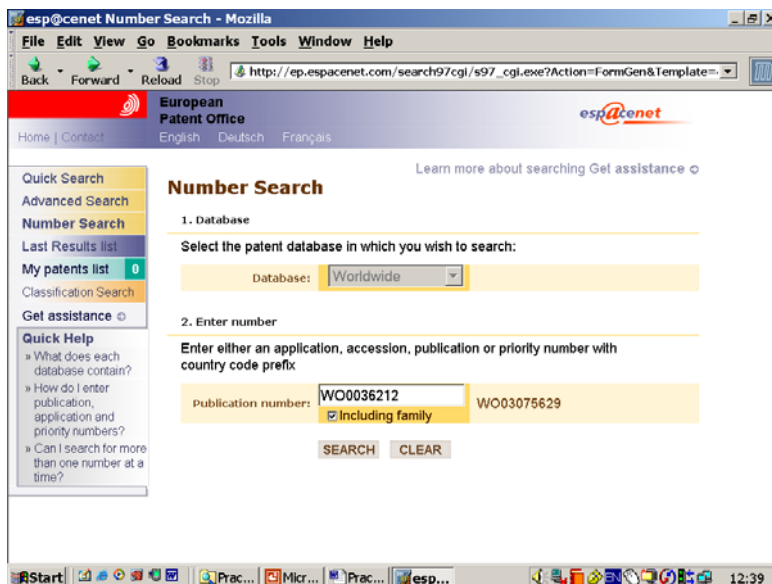 esp@cenet Number Search - Mozilla
File Edit View Go Bookmarks Tools Window Help
Back Forward Reload Stop http://ep.espacenet.com/search97cgi/s97_cgi.exe?Action=FormGen&Template=
European
Patent Office
espacenet
Home | Contact English Deutsch Français
Learn more about searching Get assistance
Quick Search
Advanced Search
Number Search
Last Results list
My patents list 0
Classification Search
Get assistance
Quick Help
» What does each
database contain?
» How do I enter
publication,
application and
priority numbers?
» Can I search for more
than one number at a
time?
Number Search
1. Database
Select the patent database in which you wish to search:
Database: Worldwide
2. Enter number
Enter either an application, accession, publication or priority number with
country code prefix
Publication number: WO0036212 WO03075629
Including family
SEARCH CLEAR
Start Prac... Micr... Prac... esp... EN 12:39